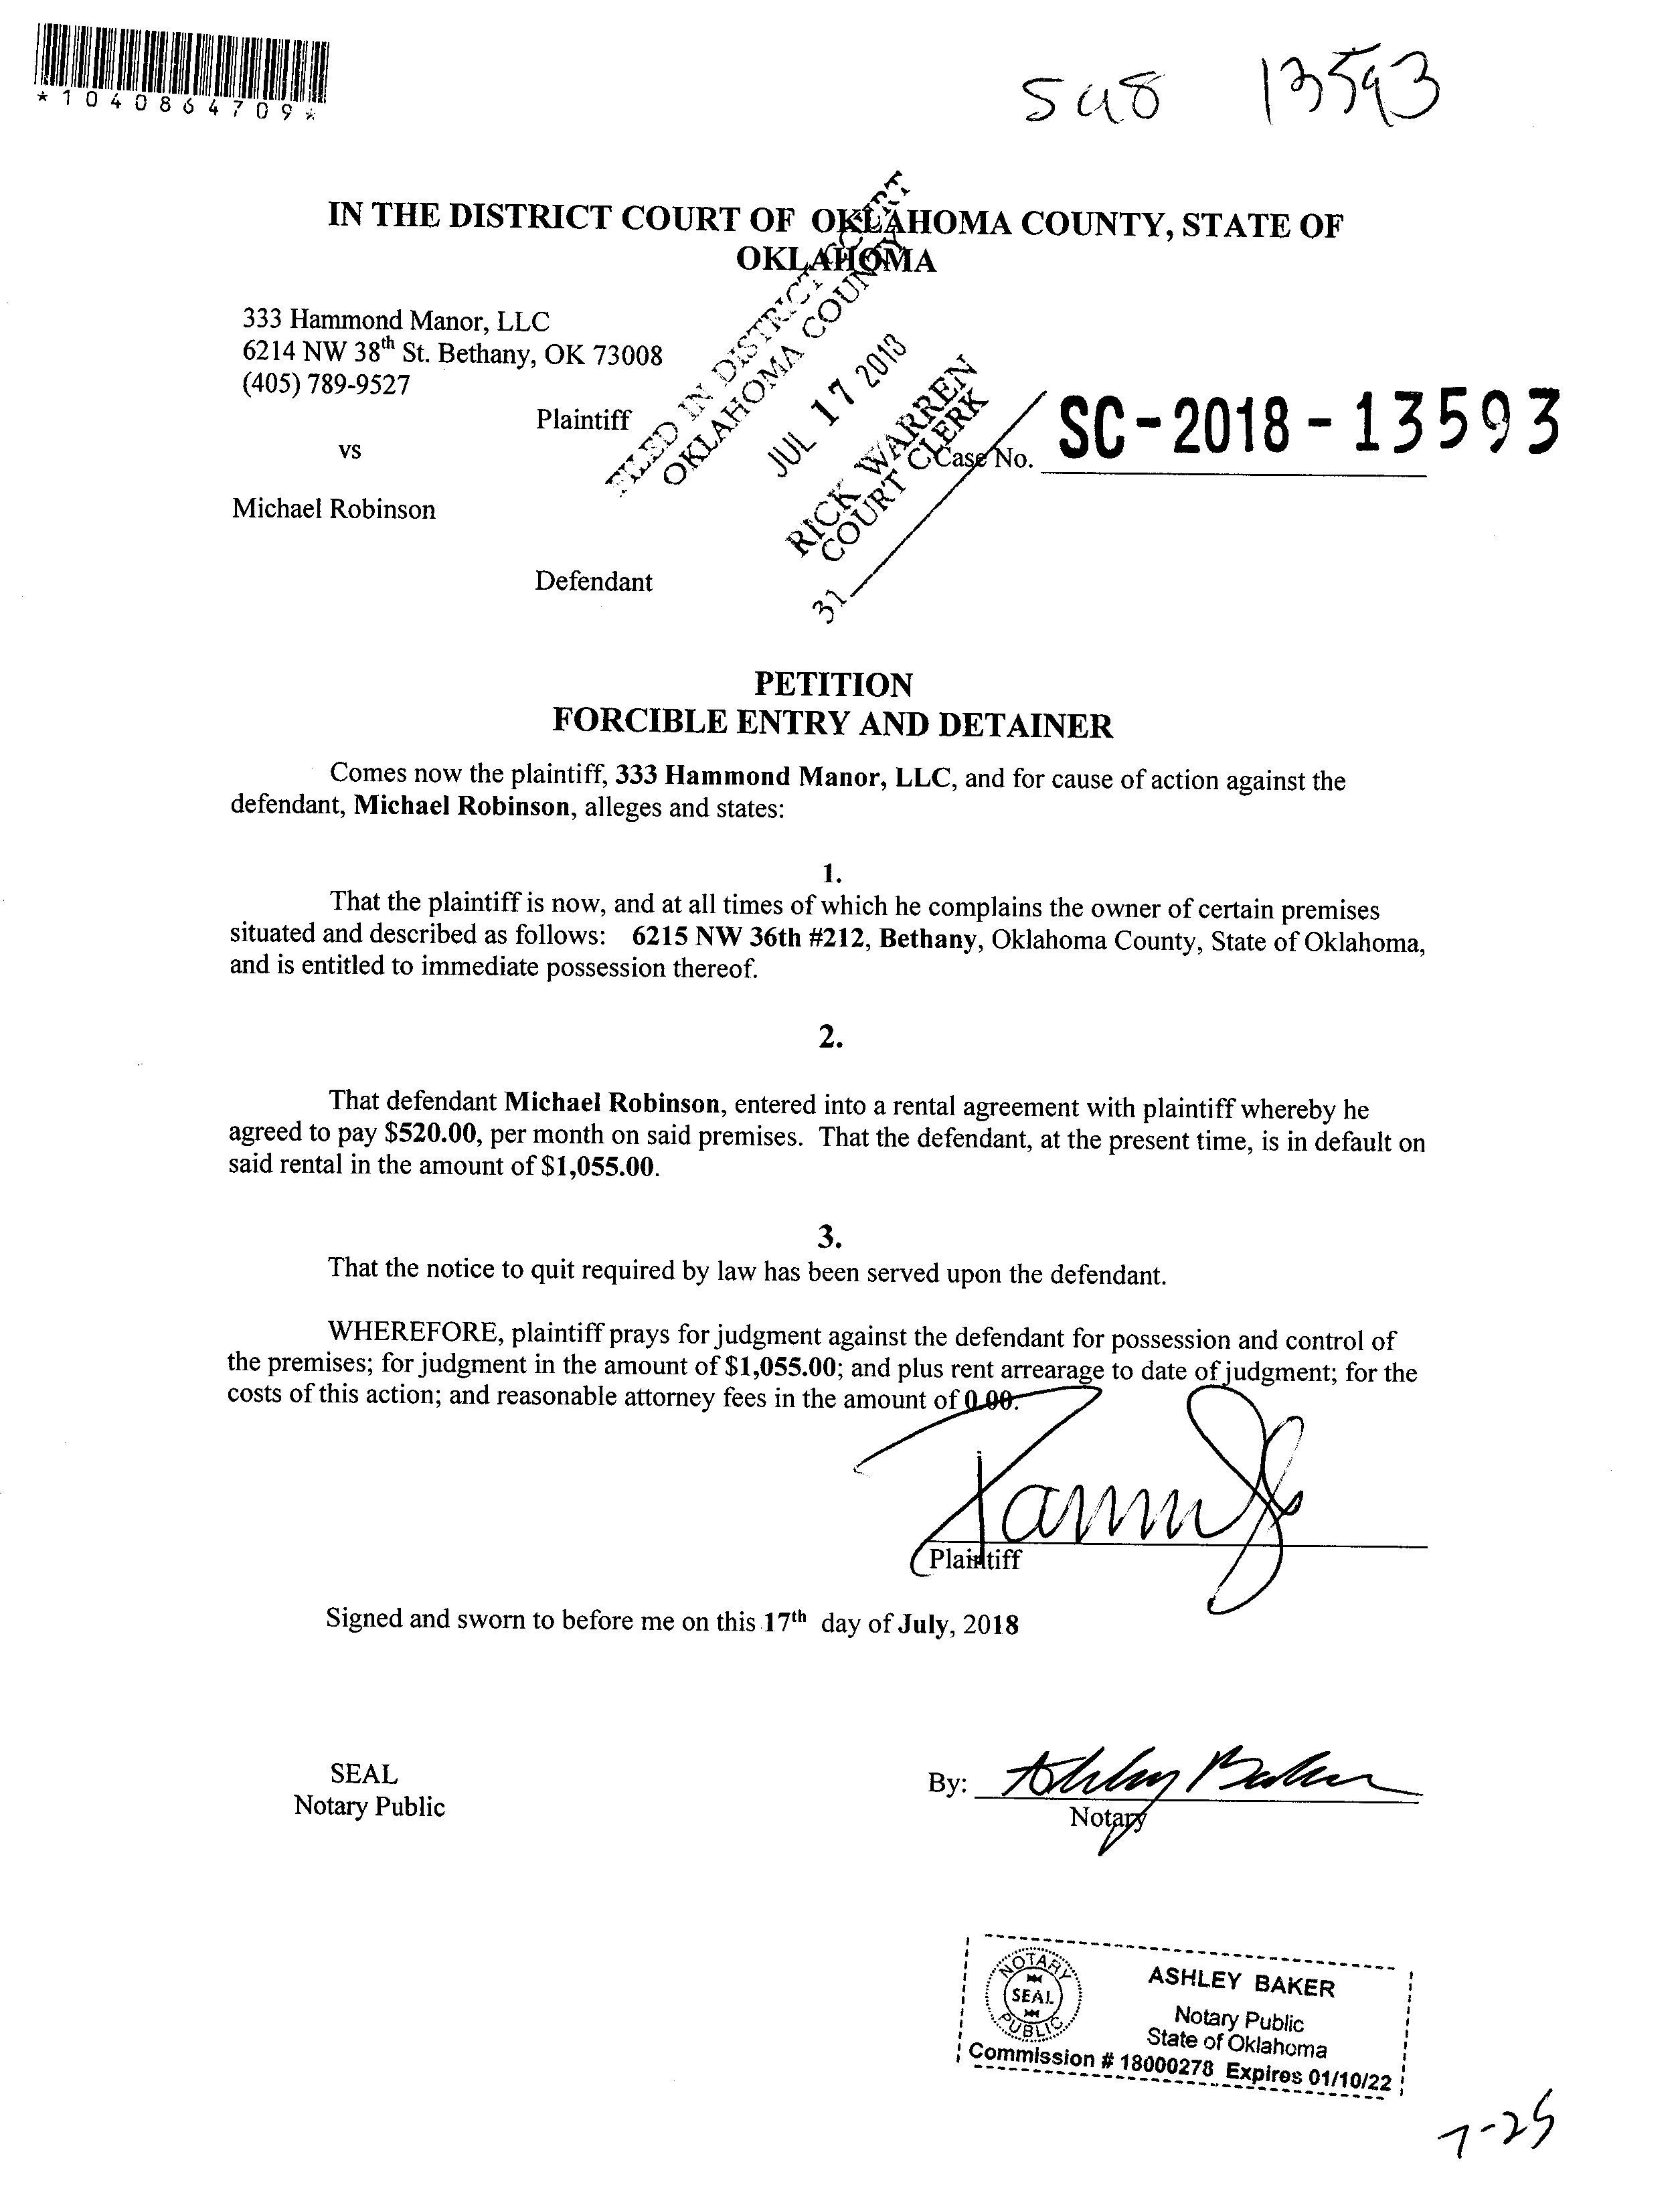 *1040864709*
13593
IN THE DISTRICT COURT OF OKLAHOMA COUNTY, STATE OF
OKLAHOMA
FILED IN DISTRICT COURT
OKLAHOMA COUNTY
JUL 17 2018
RICK WARREN
COURT CLERK
31
333 Hammond Manor, LLC
6214 NW 38th St. Bethany, OK 73008
(405) 789-9527
Plaintiff
vs
Case No. SC-2018-13593
Michael Robinson
Defendant
PETITION
FORCIBLE ENTRY AND DETAINER
Comes now the plaintiff, 333 Hammond Manor, LLC, and for cause of action against the
defendant, Michael Robinson, alleges and states:
1.
That the plaintiff is now, and at all times of which he complains the owner of certain premises
situated and described as follows: 6215 NW 36th #212, Bethany, Oklahoma County, State of Oklahoma,
and is entitled to immediate possession thereof.
2.
That defendant Michael Robinson, entered into a rental agreement with plaintiff whereby he
agreed to pay $520.00, per month on said premises. That the defendant, at the present time, is in default on
said rental in the amount of $1,055.00.
3.
That the notice to quit required by law has been served upon the defendant.
WHEREFORE, plaintiff prays for judgment against the defendant for possession and control of
the premises; for judgment in the amount of $1,055.00; and plus rent arrearage to date of judgment; for the
costs of this action; and reasonable attorney fees in the amount of 0.00.
Plaintiff
Signed and sworn to before me on this 17th day of July, 2018
SEAL
Notary Public
By: Ashley Baker
Notary
NOTARY
SEAL
PUBLIC
ASHLEY BAKER
Notary Public
State of Oklahoma
Commission # 18000278 Expires 01/10/22
7-25